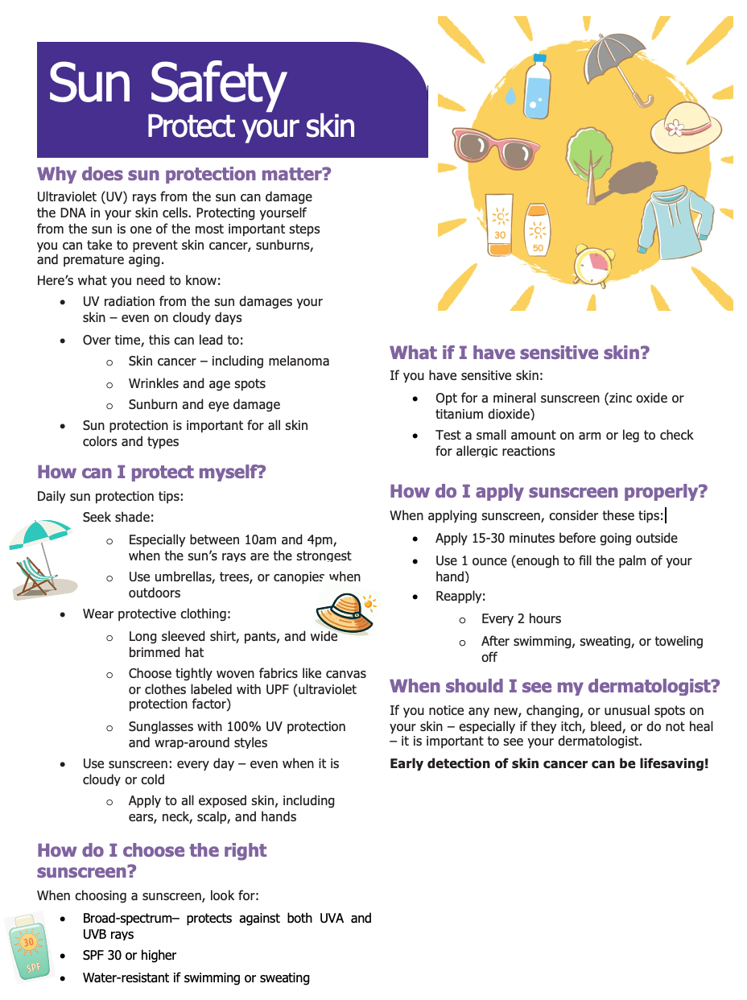 Sun Safety
Protect your skin
30
50
Why does sun protection matter?
Ultraviolet (UV) rays from the sun can damage
the DNA in your skin cells. Protecting yourself
from the sun is one of the most important steps
you can take to prevent skin cancer, sunburns,
and premature aging.
Here’s what you need to know:
• UV radiation from the sun damages your
skin – even on cloudy days
• Over time, this can lead to:
o Skin cancer – including melanoma
o Wrinkles and age spots
o Sunburn and eye damage
• Sun protection is important for all skin
colors and types
How can I protect myself?
Daily sun protection tips:
Seek shade:
o Especially between 10am and 4pm,
when the sun’s rays are the strongest
o Use umbrellas, trees, or canopies when
outdoors
• Wear protective clothing:
o Long sleeved shirt, pants, and wide
brimmed hat
o Choose tightly woven fabrics like canvas
or clothes labeled with UPF (ultraviolet
protection factor)
o Sunglasses with 100% UV protection
and wrap-around styles
• Use sunscreen: every day – even when it is
cloudy or cold
o Apply to all exposed skin, including
ears, neck, scalp, and hands
How do I choose the right
sunscreen?
When choosing a sunscreen, look for:
• Broad-spectrum– protects against both UVA and
UVB rays
• SPF 30 or higher
• Water-resistant if swimming or sweating
30
SPF
What if I have sensitive skin?
If you have sensitive skin:
• Opt for a mineral sunscreen (zinc oxide or
titanium dioxide)
• Test a small amount on arm or leg to check
for allergic reactions
How do I apply sunscreen properly?
When applying sunscreen, consider these tips:
• Apply 15-30 minutes before going outside
• Use 1 ounce (enough to fill the palm of your
hand)
• Reapply:
o Every 2 hours
o After swimming, sweating, or toweling
off
When should I see my dermatologist?
If you notice any new, changing, or unusual spots on
your skin – especially if they itch, bleed, or do not heal
– it is important to see your dermatologist.
Early detection of skin cancer can be lifesaving!